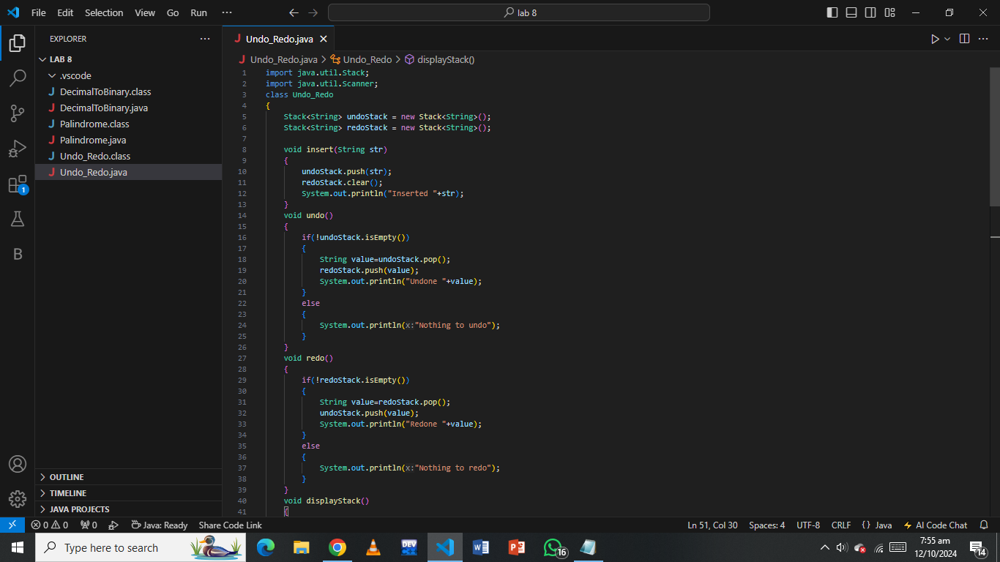 File Edit Selection View Go Run ··· lab 8
EXPLORER ···
LAB 8
.vscode
J DecimalToBinary.class
J DecimalToBinary.java
J Palindrome.class
J Palindrome.java
J Undo_Redo.class
J Undo_Redo.java
1
B
OUTLINE
TIMELINE
JAVA PROJECTS
J Undo_Redo.java
J Undo_Redo.java > Undo_Redo > displayStack()
1 import java.util.Stack;
2 import java.util.Scanner;
3 class Undo_Redo
4 {
5     Stack<String> undoStack = new Stack<String>();
6     Stack<String> redoStack = new Stack<String>();
7
8     void insert(String str)
9     {
10         undoStack.push(str);
11         redoStack.clear();
12         System.out.println("Inserted "+str);
13     }
14     void undo()
15     {
16         if(!undoStack.isEmpty())
17         {
18             String value=undoStack.pop();
19             redoStack.push(value);
20             System.out.println("Undone "+value);
21         }
22         else
23         {
24             System.out.println(x:"Nothing to undo");
25         }
26     }
27     void redo()
28     {
29         if(!redoStack.isEmpty())
30         {
31             String value=redoStack.pop();
32             undoStack.push(value);
33             System.out.println("Redone "+value);
34         }
35         else
36         {
37             System.out.println(x:"Nothing to redo");
38         }
39     }
40     void displayStack()
41     {
0 0 0 Java: Ready Share Code Link Ln 51, Col 30 Spaces: 4 UTF-8 CRLF {} Java AI Code Chat
Type here to search DEV 16 7:55 am
12/10/2024 14